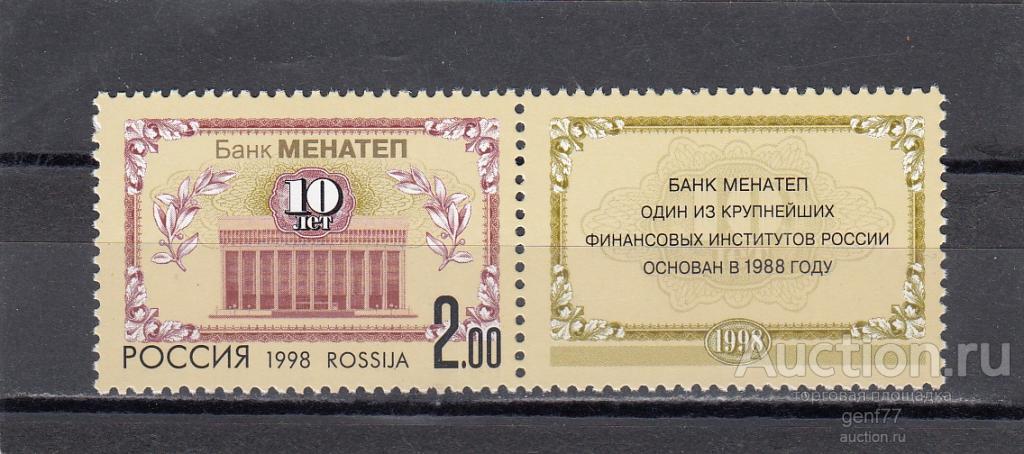 Банк МЕНАТЕП
10
лет
2.00
РОССИЯ 1998 ROSSIJA
БАНК МЕНАТЕП
ОДИН ИЗ КРУПНЕЙШИХ
ФИНАНСОВЫХ ИНСТИТУТОВ РОССИИ
ОСНОВАН В 1988 ГОДУ
1998
Auction.ru
торговая площадка
genf77
auction.ru